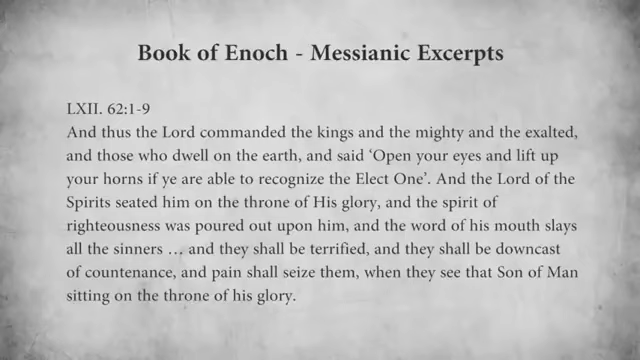 Book of Enoch - Messianic Excerpts
LXII. 62:1-9
And thus the Lord commanded the kings and the mighty and the exalted,
and those who dwell on the earth, and said ‘Open your eyes and lift up
your horns if ye are able to recognize the Elect One’. And the Lord of the
Spirits seated him on the throne of His glory, and the spirit of
righteousness was poured out upon him, and the word of his mouth slays
all the sinners … and they shall be terrified, and they shall be downcast
of countenance, and pain shall seize them, when they see that Son of Man
sitting on the throne of his glory.